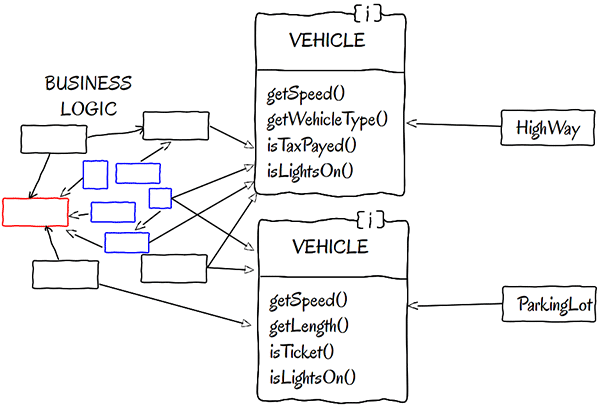 BUSINESS
LOGIC
{i}
VEHICLE
getSpeed()
getWehicleType()
isTaxPayed()
isLightsOn()
HighWay
{i}
VEHICLE
getSpeed()
getLength()
isTicket()
isLightsOn()
ParkingLot